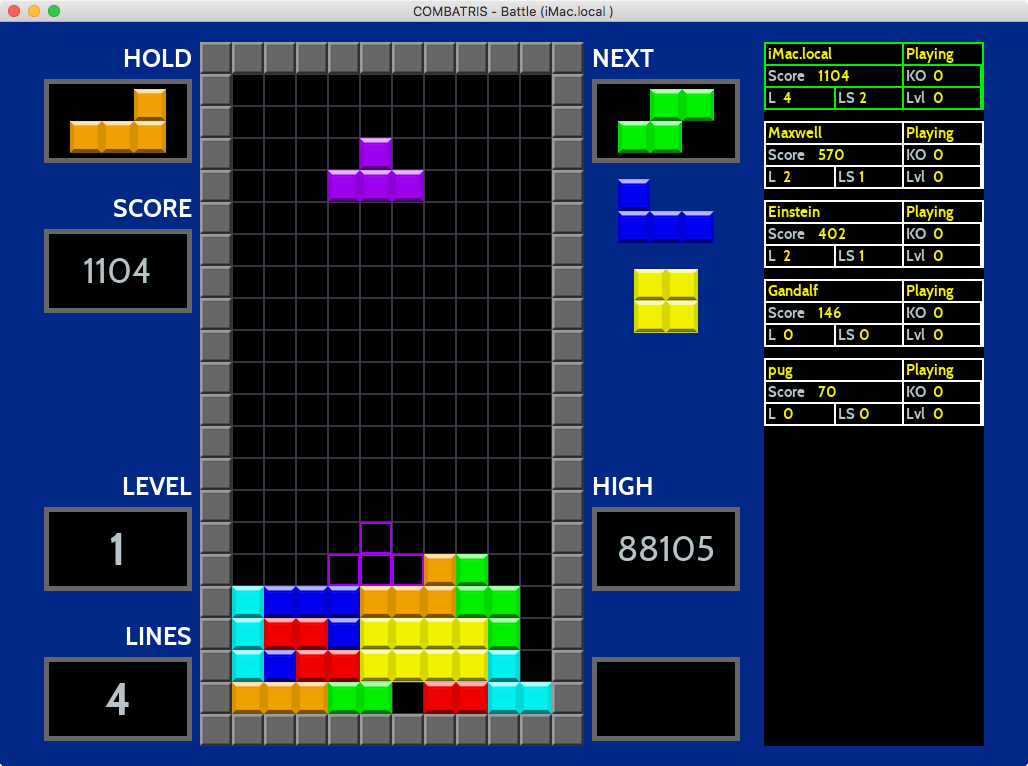 COMBATRIS - Battle (iMac.local )
HOLD
SCORE
1104
LEVEL
1
LINES
4
NEXT
HIGH
88105
iMac.local Playing
Score 1104 KO 0
L 4 LS 2 Lvl 0
Maxwell Playing
Score 570 KO 0
L 2 LS 1 Lvl 0
Einstein Playing
Score 402 KO 0
L 2 LS 1 Lvl 0
Gandalf Playing
Score 146 KO 0
L 0 LS 0 Lvl 0
pug Playing
Score 70 KO 0
L 0 LS 0 Lvl 0